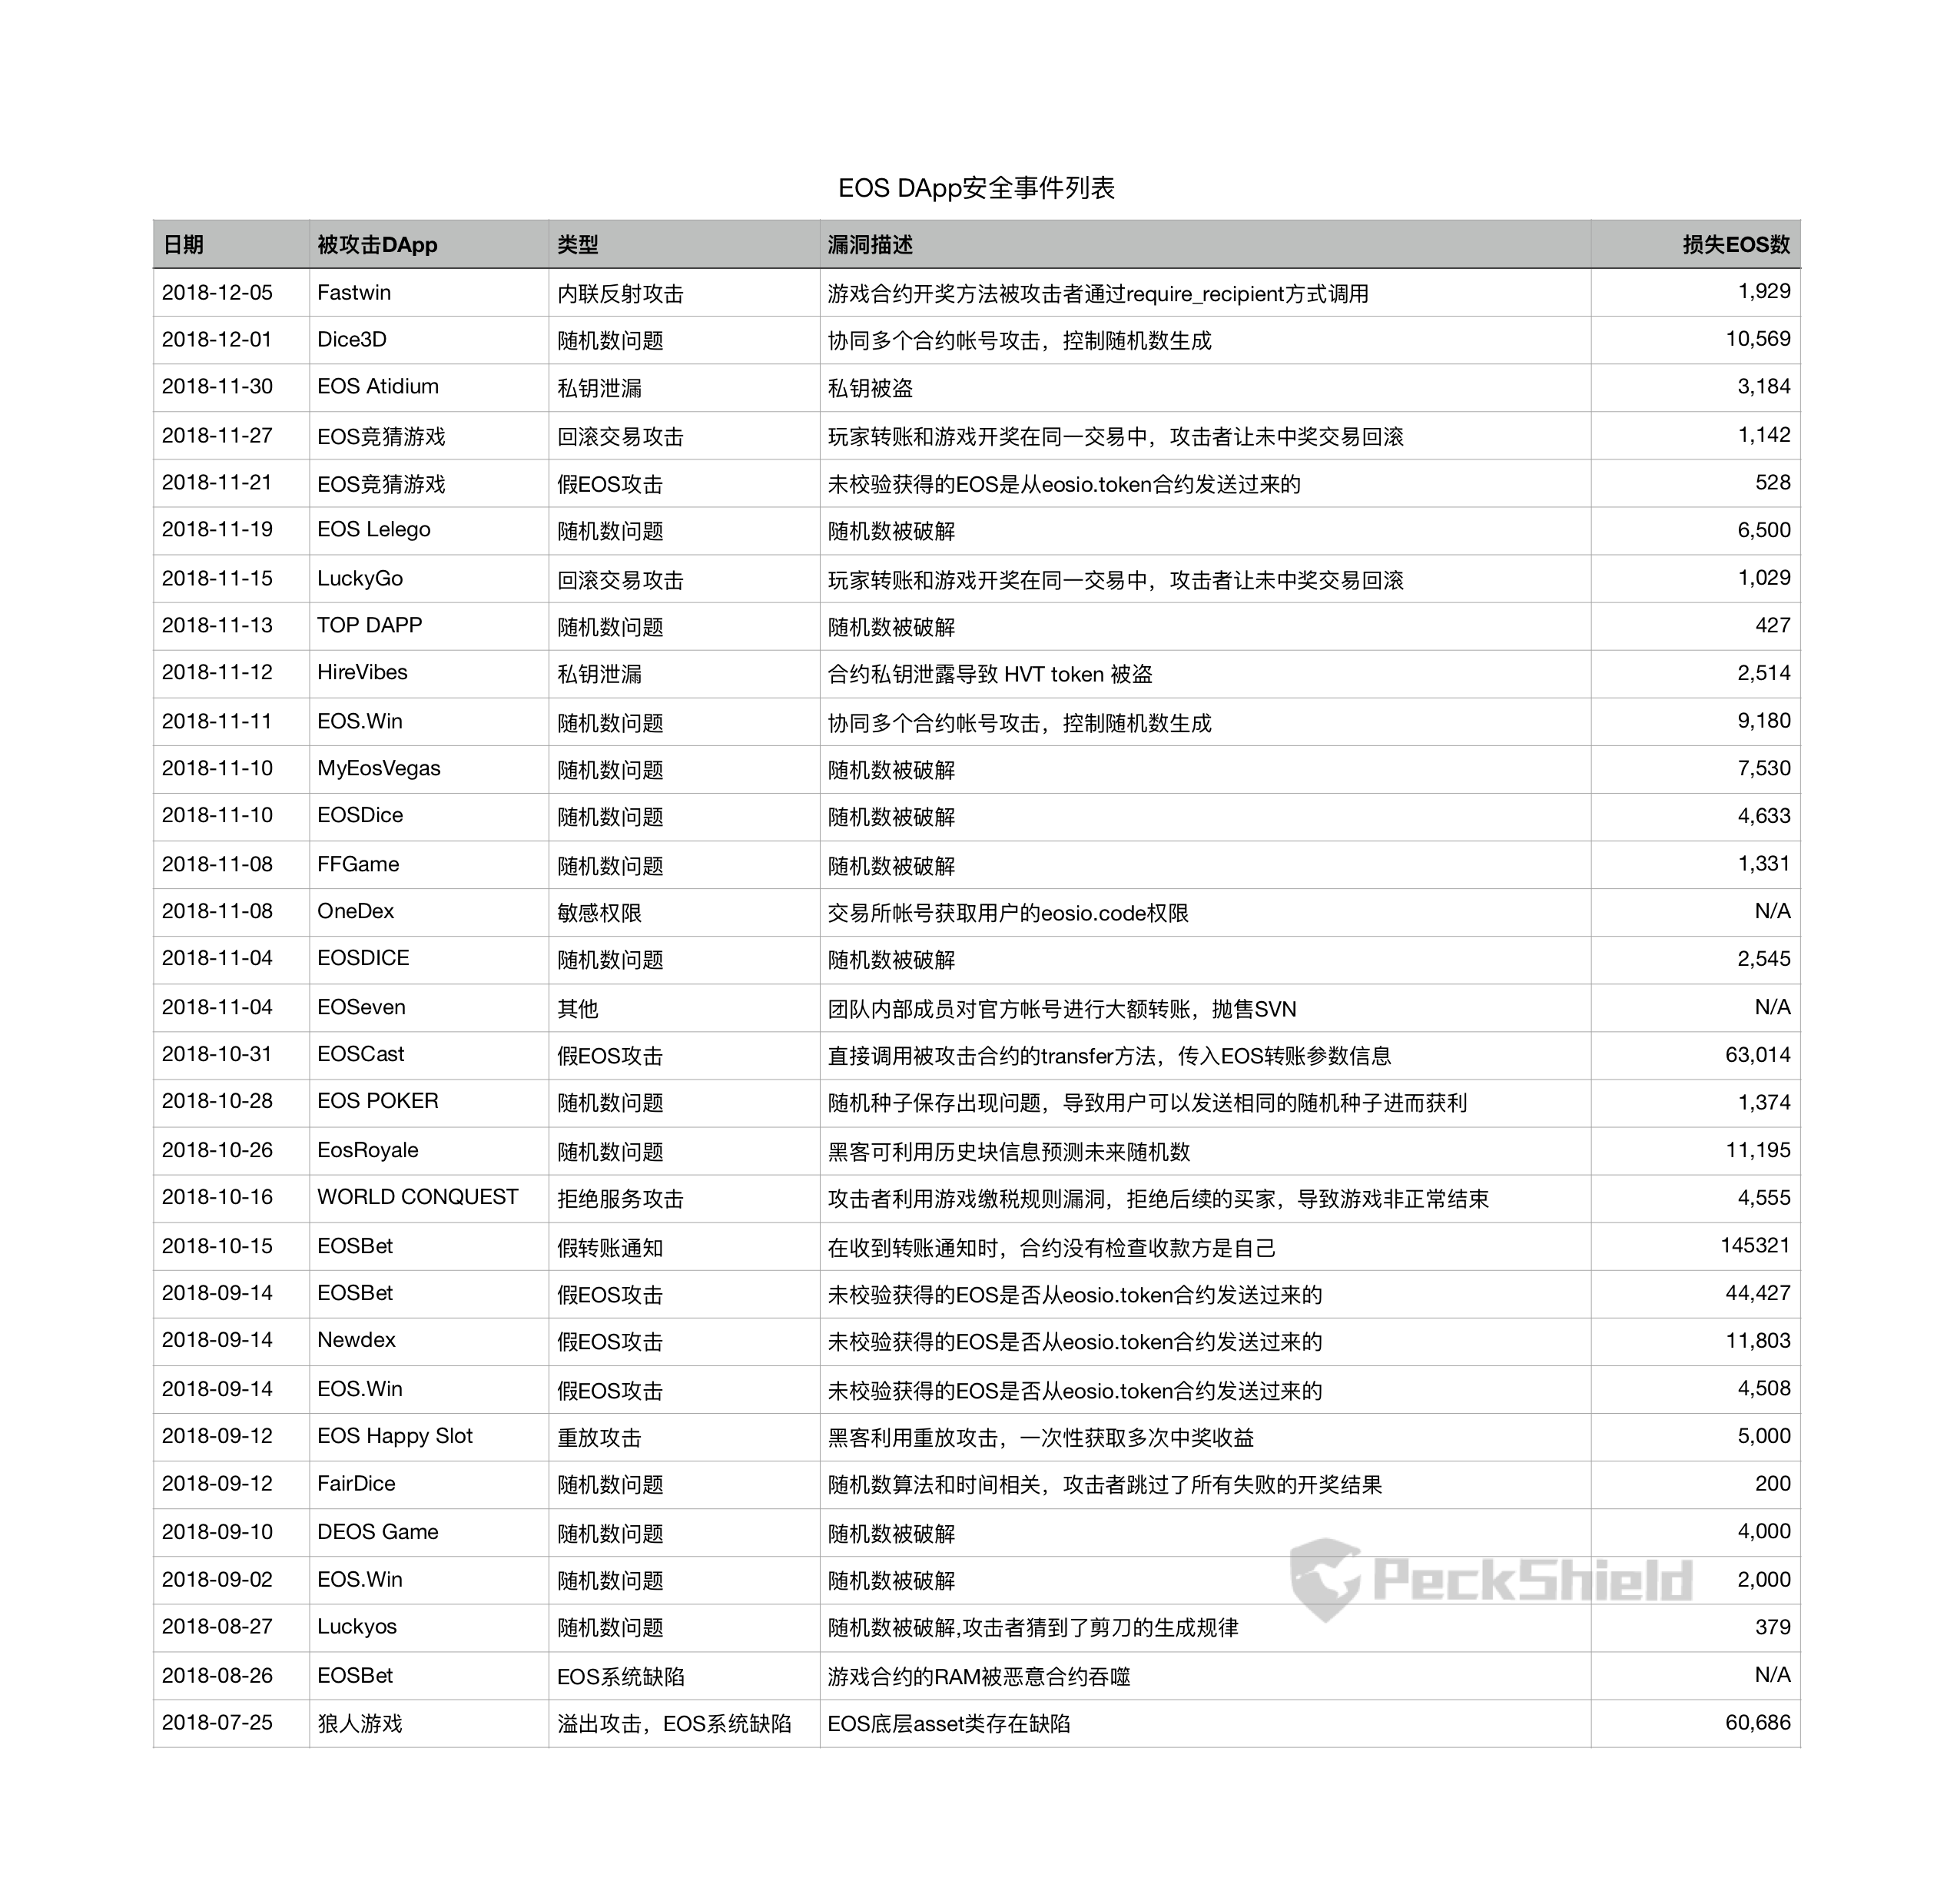 EOS DApp安全事件列表
日期 被攻击DApp 类型 漏洞描述 损失EOS数
2018-12-05 Fastwin 内联反射攻击 游戏合约开奖方法被攻击者通过require_recipient方式调用 1,929
2018-12-01 Dice3D 随机数问题 协同多个合约帐号攻击，控制随机数生成 10,569
2018-11-30 EOS Atidium 私钥泄漏 私钥被盗 3,184
2018-11-27 EOS竞猜游戏 回滚交易攻击 玩家转账和游戏开奖在同一交易中，攻击者让未中奖交易回滚 1,142
2018-11-21 EOS竞猜游戏 假EOS攻击 未校验获得的EOS是从eosio.token合约发送过来的 528
2018-11-19 EOS Lelego 随机数问题 随机数被破解 6,500
2018-11-15 LuckyGo 回滚交易攻击 玩家转账和游戏开奖在同一交易中，攻击者让未中奖交易回滚 1,029
2018-11-13 TOP DAPP 随机数问题 随机数被破解 427
2018-11-12 HireVibes 私钥泄漏 合约私钥泄露导致 HVT token 被盗 2,514
2018-11-11 EOS.Win 随机数问题 协同多个合约帐号攻击，控制随机数生成 9,180
2018-11-10 MyEosVegas 随机数问题 随机数被破解 7,530
2018-11-10 EOSDice 随机数问题 随机数被破解 4,633
2018-11-08 FFGame 随机数问题 随机数被破解 1,331
2018-11-08 OneDex 敏感权限 交易所帐号获取用户的eosio.code权限 N/A
2018-11-04 EOSDICE 随机数问题 随机数被破解 2,545
2018-11-04 EOSeven 其他 团队内部成员对官方帐号进行大额转账，抛售SVN N/A
2018-10-31 EOSCast 假EOS攻击 直接调用被攻击合约的transfer方法，传入EOS转账参数信息 63,014
2018-10-28 EOS POKER 随机数问题 随机种子保存出现问题，导致用户可以发送相同的随机种子进而获利 1,374
2018-10-26 EosRoyale 随机数问题 黑客可利用历史块信息预测未来随机数 11,195
2018-10-16 WORLD CONQUEST 拒绝服务攻击 攻击者利用游戏缴税规则漏洞，拒绝后续的买家，导致游戏非正常结束 4,555
2018-10-15 EOSBet 假转账通知 在收到转账通知时，合约没有检查收款方是自己 145321
2018-09-14 EOSBet 假EOS攻击 未校验获得的EOS是否从eosio.token合约发送过来的 44,427
2018-09-14 Newdex 假EOS攻击 未校验获得的EOS是否从eosio.token合约发送过来的 11,803
2018-09-14 EOS.Win 假EOS攻击 未校验获得的EOS是否从eosio.token合约发送过来的 4,508
2018-09-12 EOS Happy Slot 重放攻击 黑客利用重放攻击，一次性获取多次中奖收益 5,000
2018-09-12 FairDice 随机数问题 随机数算法和时间相关，攻击者跳过了所有失败的开奖结果 200
2018-09-10 DEOS Game 随机数问题 随机数被破解 4,000
2018-09-02 EOS.Win 随机数问题 随机数被破解 2,000
PeckShield
2018-08-27 Luckyos 随机数问题 随机数被破解,攻击者猜到了剪刀的生成规律 379
2018-08-26 EOSBet EOS系统缺陷 游戏合约的RAM被恶意合约吞噬 N/A
2018-07-25 狼人游戏 溢出攻击，EOS系统缺陷 EOS底层asset类存在缺陷 60,686